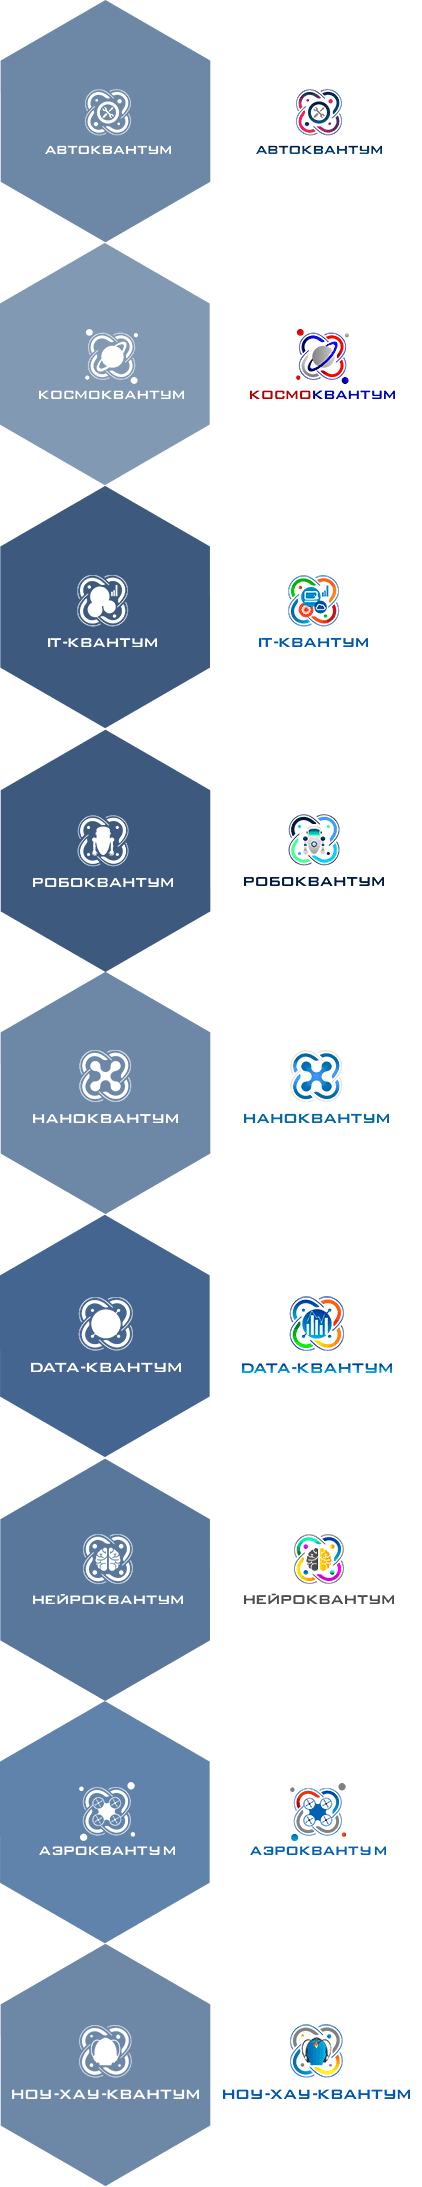 АВТОКВАНТУМ АВТОКВАНТУМ
КОСМОКВАНТУМ КОСМОКВАНТУМ
IT-КВАНТУМ IT-КВАНТУМ
РОБОКВАНТУМ РОБОКВАНТУМ
НАНОКВАНТУМ НАНОКВАНТУМ
DATA-КВАНТУМ DATA-КВАНТУМ
НЕЙРОКВАНТУМ НЕЙРОКВАНТУМ
АЭРОКВАНТУМ АЭРОКВАНТУМ
НОУ-ХАУ-КВАНТУМ НОУ-ХАУ-КВАНТУМ